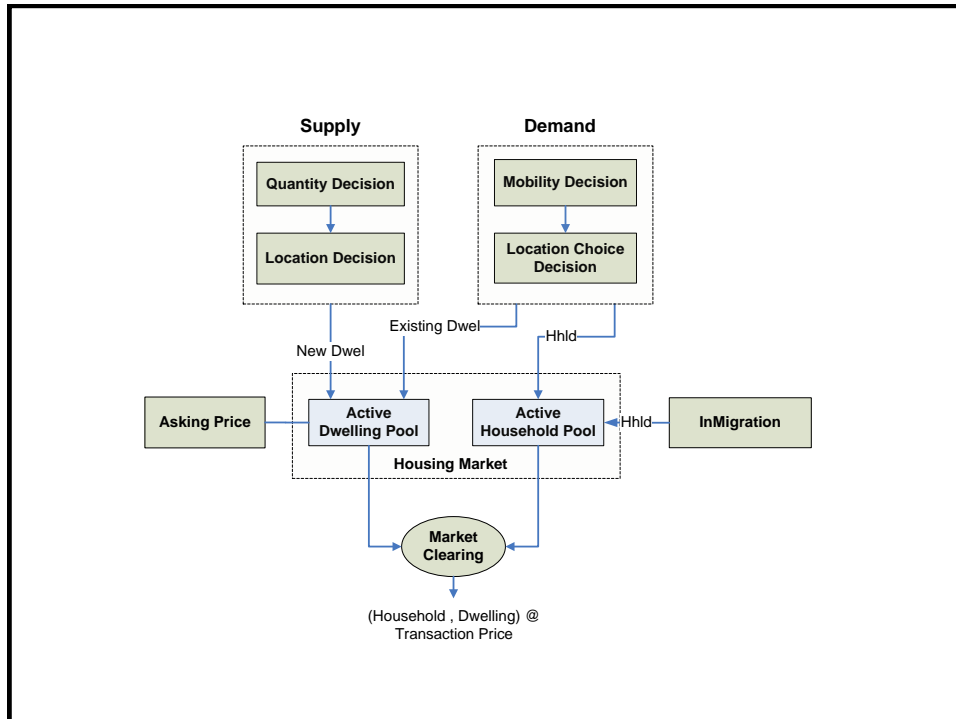 Supply
Demand
Quantity Decision
Mobility Decision
Location Decision
Location Choice
Decision
Existing Dwel
Hhld
New Dwel
Asking Price
Active
Dwelling Pool
Active
Household Pool
Hhld
InMigration
Housing Market
Market
Clearing
(Household , Dwelling) @
Transaction Price